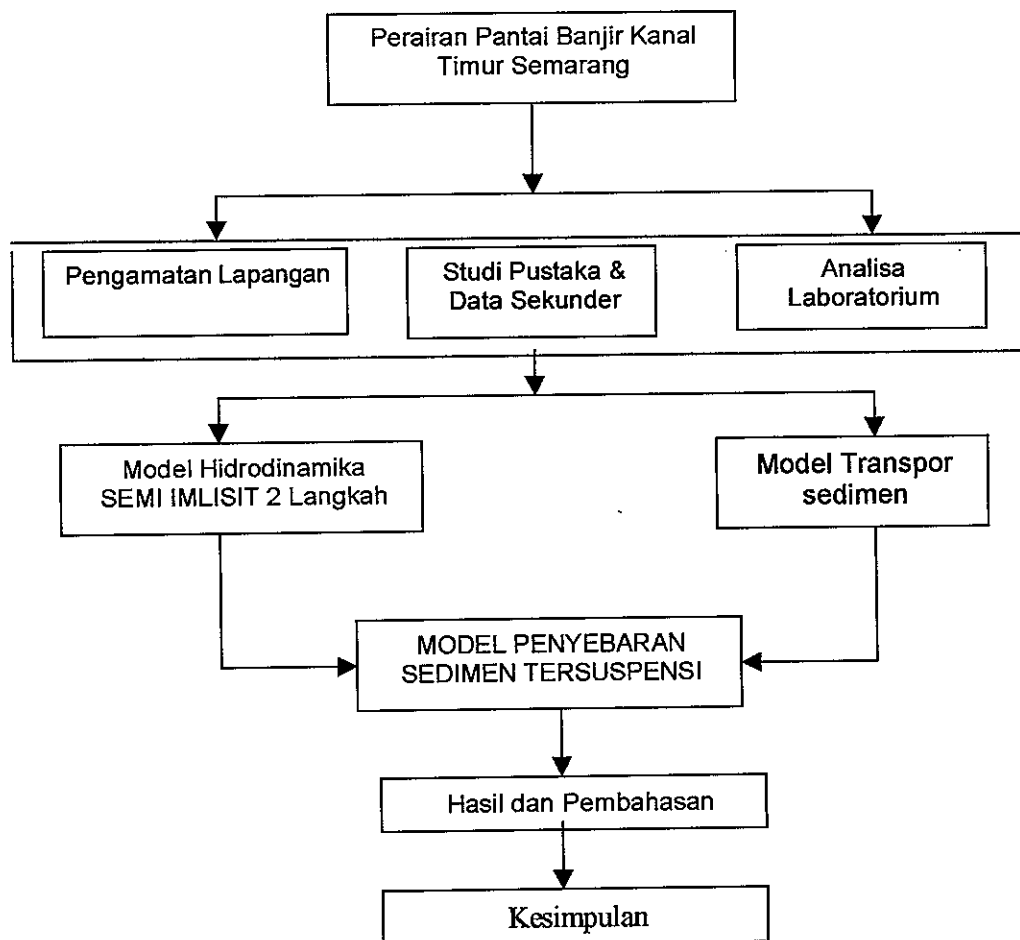 Perairan Pantai Banjir Kanal
Timur Semarang
Pengamatan Lapangan
Studi Pustaka &
Data Sekunder
Analisa
Laboratorium
Model Hidrodinamika
SEMI IMLISIT 2 Langkah
Model Transpor
sedimen
MODEL PENYEBARAN
SEDIMEN TERSUSPENSI
Hasil dan Pembahasan
Kesimpulan